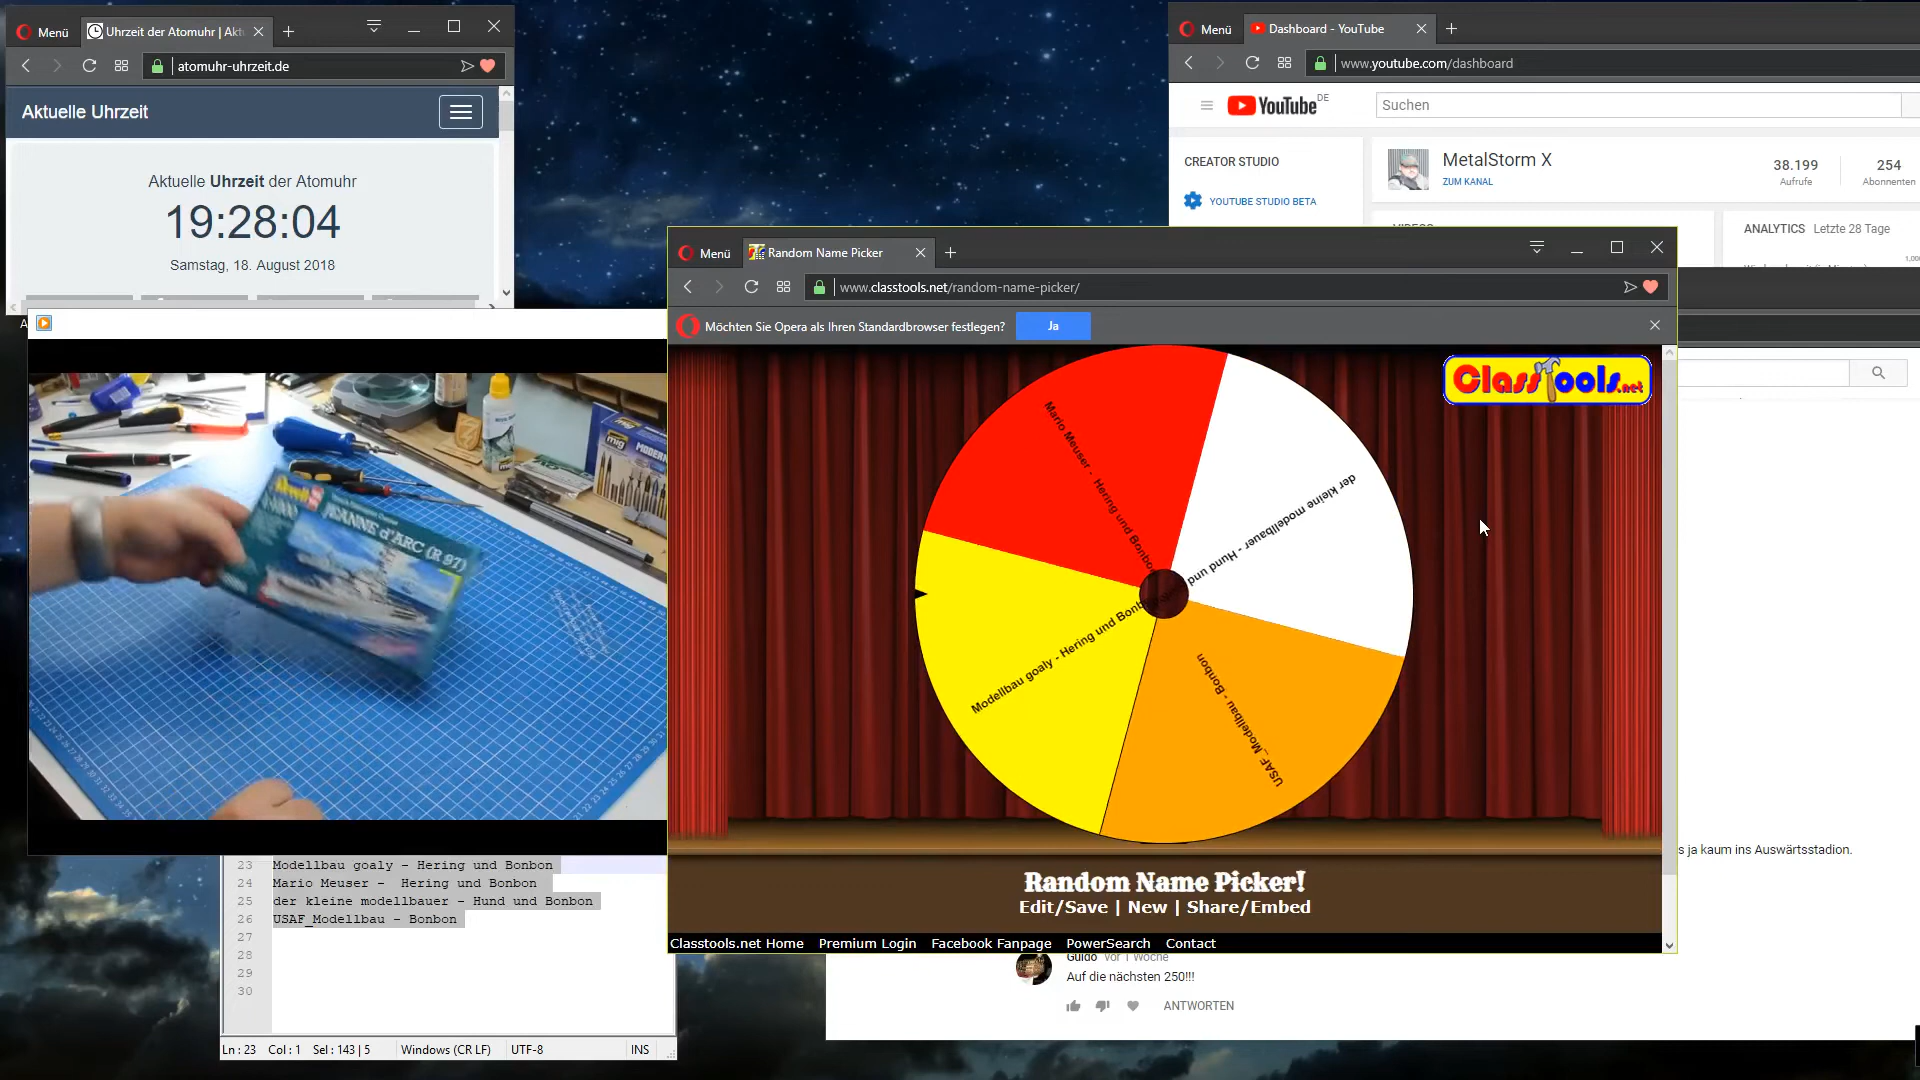 Menü
Uhrzeit der Atomuhr | Akt
atomuhr-uhrzeit.de
Aktuelle Uhrzeit
Aktuelle Uhrzeit der Atomuhr
19:28:04
Samstag, 18. August 2018
Menü
Dashboard - YouTube
www.youtube.com/dashboard
YouTube DE
Suchen
CREATOR STUDIO
YOUTUBE STUDIO BETA
MetalStorm X
ZUM KANAL
38.199
Aufrufe
254
Abonnenten
ANALYTICS Letzte 28 Tage
Menü
Random Name Picker
www.classtools.net/random-name-picker/
Möchten Sie Opera als Ihren Standardbrowser festlegen?
Ja
ClassTools.net
Mario Meuser - Hering und Bonbon
der kleine modellbauer - Hund und
Modellbau goaly - Hering und Bonbon
USAF_Modellbau - Bonbon
Random Name Picker!
Edit/Save | New | Share/Embed
Classtools.net Home Premium Login Facebook Fanpage PowerSearch Contact
Revell
JEANNE d'ARC (R 97)
mig
MODERN
23 Modellbau goaly - Hering und Bonbon
24 Mario Meuser - Hering und Bonbon
25 der kleine modellbauer - Hund und Bonbon
26 USAF_Modellbau - Bonbon
27
28
29
30
Ln : 23 Col : 1 Sel : 143 | 5 Windows (CR LF) UTF-8 INS
s ja kaum ins Auswärtsstadion.
Guido vor 1 Woche
Auf die nächsten 250!!!
ANTWORTEN